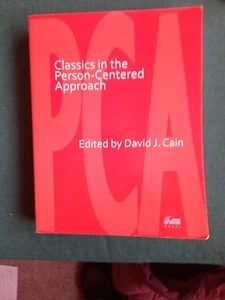 Classics in the
Person-Centered
Approach
Edited by David J. Cain
PCA